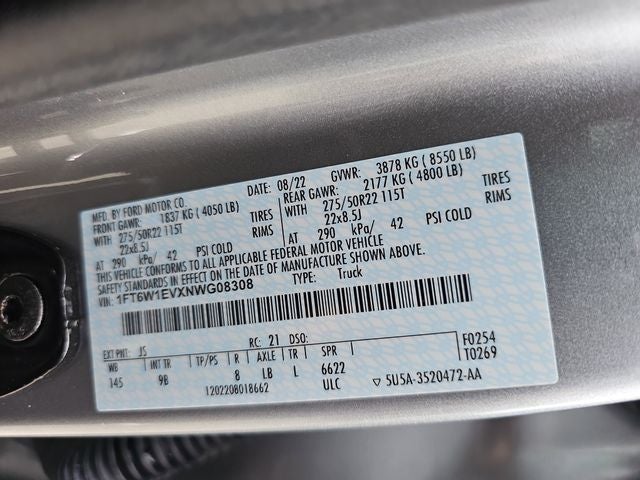 MFD. BY FORD MOTOR CO. DATE: 08/22 GVWR: 3878 KG ( 8550 LB)
FRONT GAWR: 1837 KG ( 4050 LB) REAR GAWR: 2177 KG ( 4800 LB)
WITH 275/50R22 115T TIRES WITH 275/50R22 115T TIRES
22x8.5J RIMS 22x8.5J RIMS
AT 290 kPa/ 42 PSI COLD AT 290 kPa/ 42 PSI COLD
THIS VEHICLE CONFORMS TO ALL APPLICABLE FEDERAL MOTOR VEHICLE
SAFETY STANDARDS IN EFFECT ON THE DATE OF MANUFACTURE SHOWN ABOVE.
VIN: 1FT6W1EVXNWG08308 TYPE: Truck
EXT PNT: J5 RC: 21 DSO: F0254
WB INT TR TP/PS R AXLE TR SPR T0269
145 9B 8 LB L 6622
1202208018662 ULC ▽ 5U5A-3520472-AA